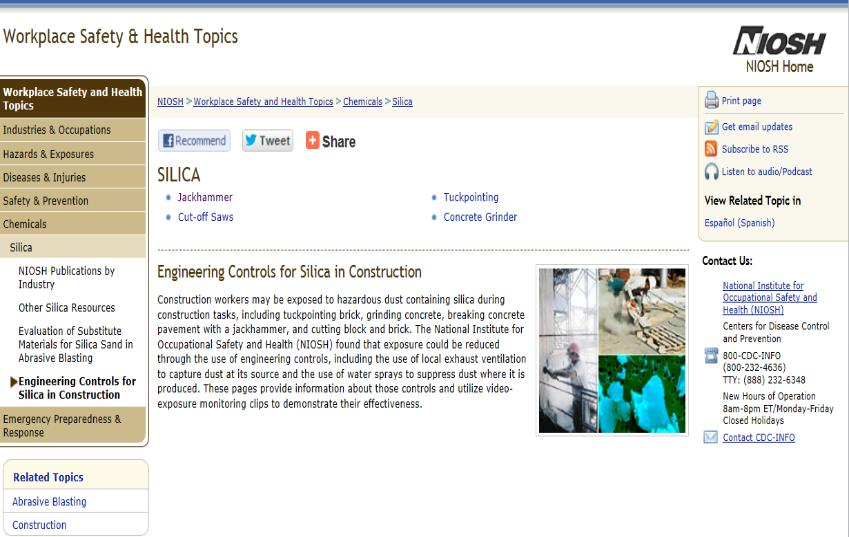 Workplace Safety & Health Topics
NIOSH
NIOSH Home
Workplace Safety and Health
Topics
Industries & Occupations
Hazards & Exposures
Diseases & Injuries
Safety & Prevention
Chemicals
Silica
NIOSH Publications by
Industry
Other Silica Resources
Evaluation of Substitute
Materials for Silica Sand in
Abrasive Blasting
Engineering Controls for
Silica in Construction
Emergency Preparedness &
Response
Related Topics
Abrasive Blasting
Construction
NIOSH > Workplace Safety and Health Topics > Chemicals > Silica
Recommend Tweet Share
SILICA
Jackhammer
Cut-off Saws
Tuckpointing
Concrete Grinder
Engineering Controls for Silica in Construction
Construction workers may be exposed to hazardous dust containing silica during
construction tasks, including tuckpointing brick, grinding concrete, breaking concrete
pavement with a jackhammer, and cutting block and brick. The National Institute for
Occupational Safety and Health (NIOSH) found that exposure could be reduced
through the use of engineering controls, including the use of local exhaust ventilation
to capture dust at its source and the use of water sprays to suppress dust where it is
produced. These pages provide information about those controls and utilize video-
exposure monitoring clips to demonstrate their effectiveness.
Print page
Get email updates
Subscribe to RSS
Listen to audio/Podcast
View Related Topic in
Español (Spanish)
Contact Us:
National Institute for
Occupational Safety and
Health (NIOSH)
Centers for Disease Control
and Prevention
800-CDC-INFO
(800-232-4636)
TTY: (888) 232-6348
New Hours of Operation
8am-8pm ET/Monday-Friday
Closed Holidays
Contact CDC-INFO